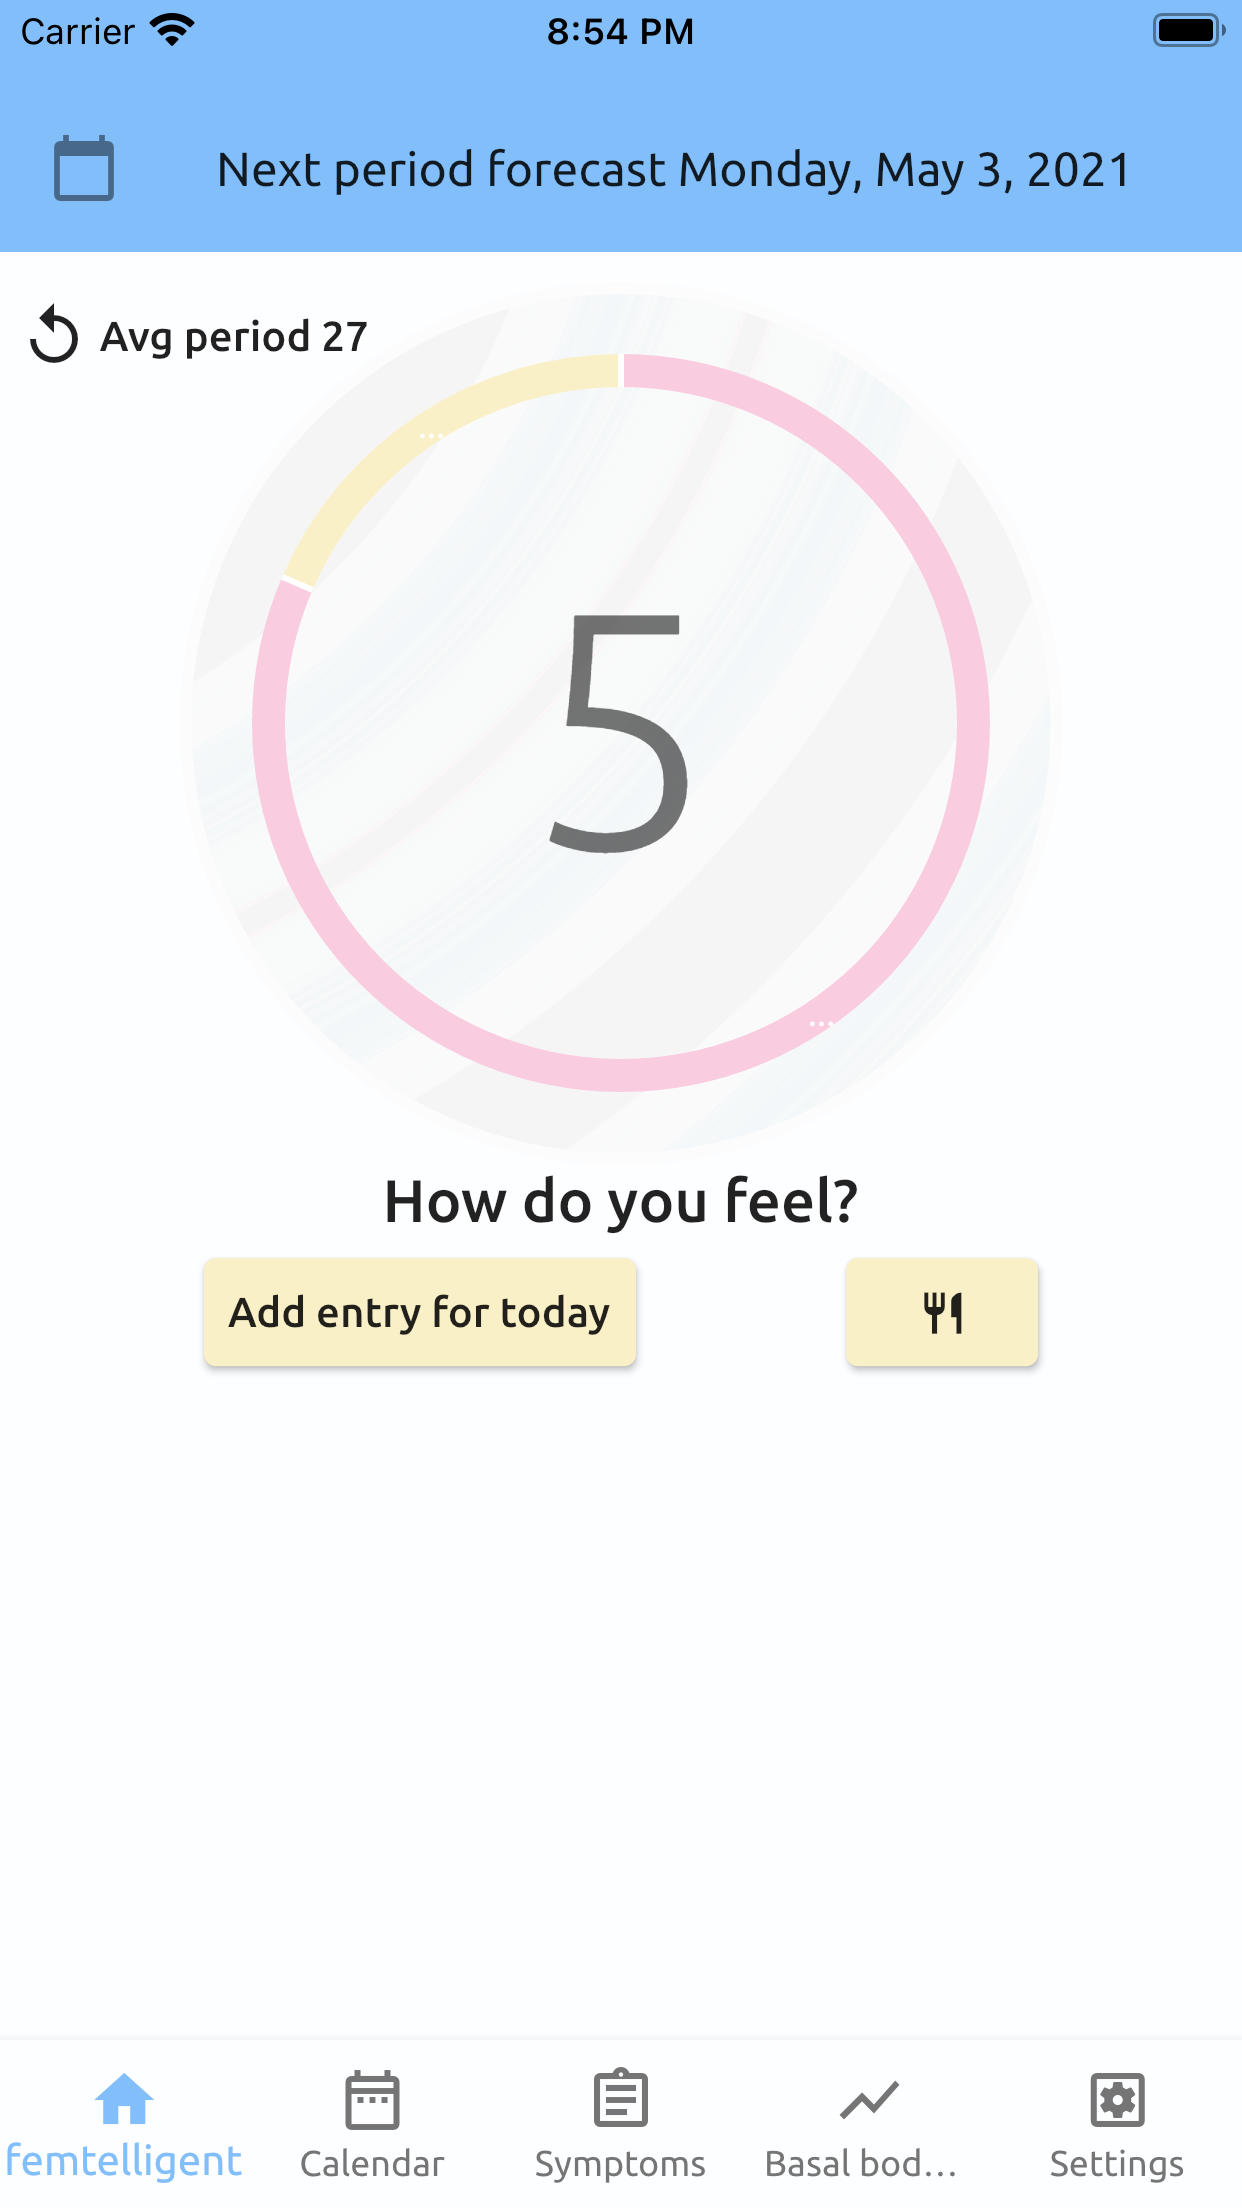 Carrier 8:54 PM
Next period forecast Monday, May 3, 2021
Avg period 27
5
How do you feel?
Add entry for today
femtelligent Calendar Symptoms Basal bod... Settings